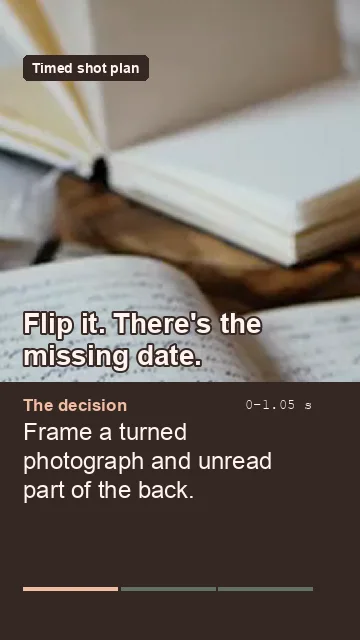 Timed shot plan
Flip it. There's the
missing date.
The decision
0–1.05 s
Frame a turned
photograph and unread
part of the back.